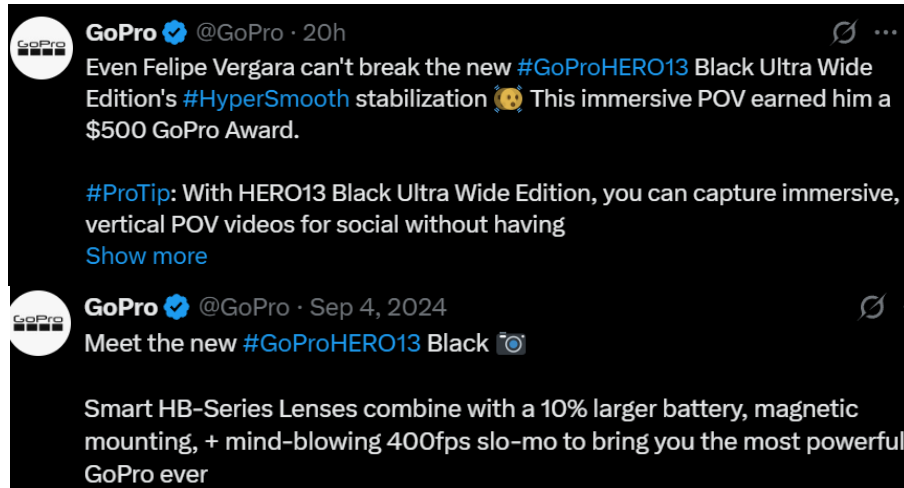 GoPro
GoPro @GoPro · 20h
Even Felipe Vergara can't break the new #GoProHERO13 Black Ultra Wide
Edition's #HyperSmooth stabilization 🫨 This immersive POV earned him a
$500 GoPro Award.
#ProTip: With HERO13 Black Ultra Wide Edition, you can capture immersive,
vertical POV videos for social without having
Show more
GoPro
GoPro @GoPro · Sep 4, 2024
Meet the new #GoProHERO13 Black 📷
Smart HB-Series Lenses combine with a 10% larger battery, magnetic
mounting, + mind-blowing 400fps slo-mo to bring you the most powerful
GoPro ever